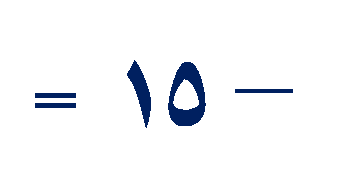 — ١٥ =